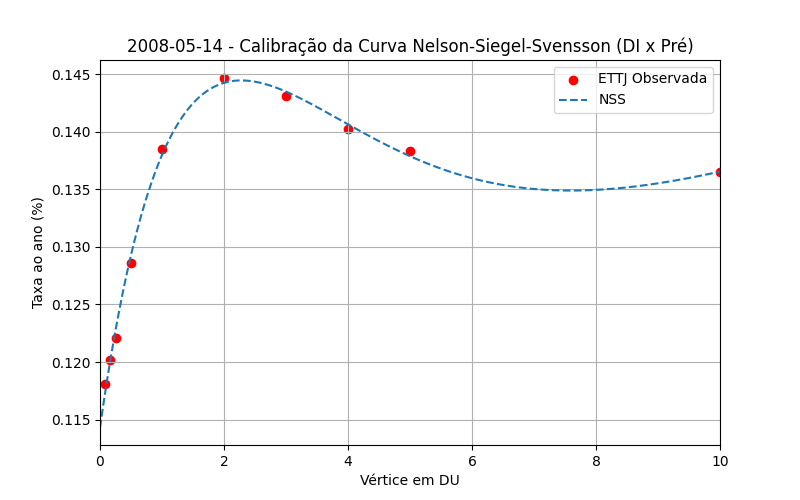 2008-05-14 - Calibração da Curva Nelson-Siegel-Svensson (DI x Pré)
ETTJ Observada
NSS
Taxa ao ano (%)
0.145
0.140
0.135
0.130
0.125
0.120
0.115
0 2 4 6 8 10
Vértice em DU